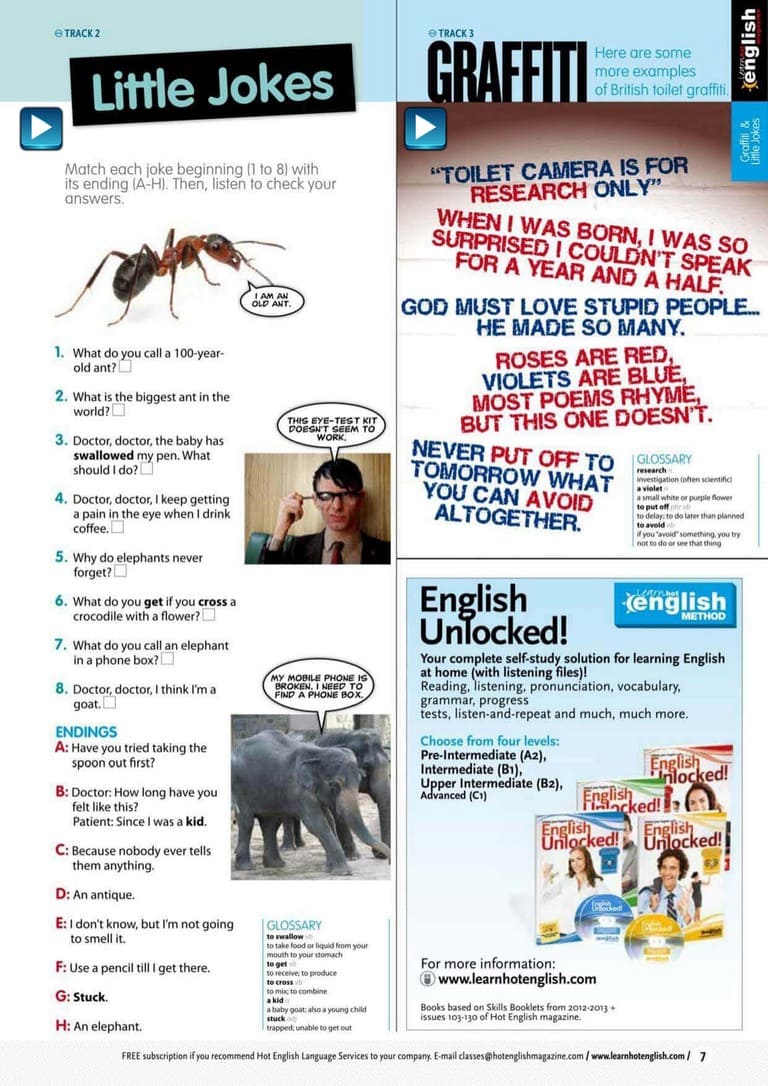 TRACK 2
Little Jokes
Match each joke beginning (1 to 8) with
its ending (A-H). Then, listen to check your
answers.
I AM AN
OLD ANT.
1. What do you call a 100-year-
old ant?
2. What is the biggest ant in the
world?
3. Doctor, doctor, the baby has
swallowed my pen. What
should I do?
4. Doctor, doctor, I keep getting
a pain in the eye when I drink
coffee.
5. Why do elephants never
forget?
6. What do you get if you cross a
crocodile with a flower?
7. What do you call an elephant
in a phone box?
8. Doctor, doctor, I think I'm a
goat.
THIS EYE-TEST KIT
DOESN'T SEEM TO
WORK.
MY MOBILE PHONE IS
BROKEN. I NEED TO
FIND A PHONE BOX.
ENDINGS
A: Have you tried taking the
spoon out first?
B: Doctor: How long have you
felt like this?
Patient: Since I was a kid.
C: Because nobody ever tells
them anything.
D: An antique.
E: I don't know, but I'm not going
to smell it.
F: Use a pencil till I get there.
G: Stuck.
H: An elephant.
GLOSSARY
to swallow vb
to take food or liquid from your
mouth to your stomach
to get vb
to receive; to produce
to cross vb
to mix; to combine
a kid n
a baby goat; also a young child
stuck adj
trapped; unable to get out
TRACK 3
GRAFFITI
Here are some
more examples
of British toilet graffiti.
Learn hot
english
magazine
Graffiti &
Little Jokes
"TOILET CAMERA IS FOR
RESEARCH ONLY"
WHEN I WAS BORN, I WAS SO
SURPRISED I COULDN'T SPEAK
FOR A YEAR AND A HALF.
GOD MUST LOVE STUPID PEOPLE...
HE MADE SO MANY.
ROSES ARE RED,
VIOLETS ARE BLUE,
MOST POEMS RHYME,
BUT THIS ONE DOESN'T.
NEVER PUT OFF TO
TOMORROW WHAT
YOU CAN AVOID
ALTOGETHER.
GLOSSARY
research n
investigation (often scientific)
a violet n
a small white or purple flower
to put off phr vb
to delay; to do later than planned
to avoid vb
if you "avoid" something, you try
not to do or see that thing
English
Unlocked!
Learn hot
english
METHOD
Your complete self-study solution for learning English
at home (with listening files)!
Reading, listening, pronunciation, vocabulary,
grammar, progress
tests, listen-and-repeat and much, much more.
Choose from four levels:
Pre-Intermediate (A2),
Intermediate (B1),
Upper Intermediate (B2),
Advanced (C1)
English
Unlocked!
English
Unlocked!
English
Unlocked!
English
Unlocked!
For more information:
www.learnhotenglish.com
Books based on Skills Booklets from 2012-2013 +
issues 103-130 of Hot English magazine.
FREE subscription if you recommend Hot English Language Services to your company. E-mail classes@hotenglishmagazine.com / www.learnhotenglish.com / 7